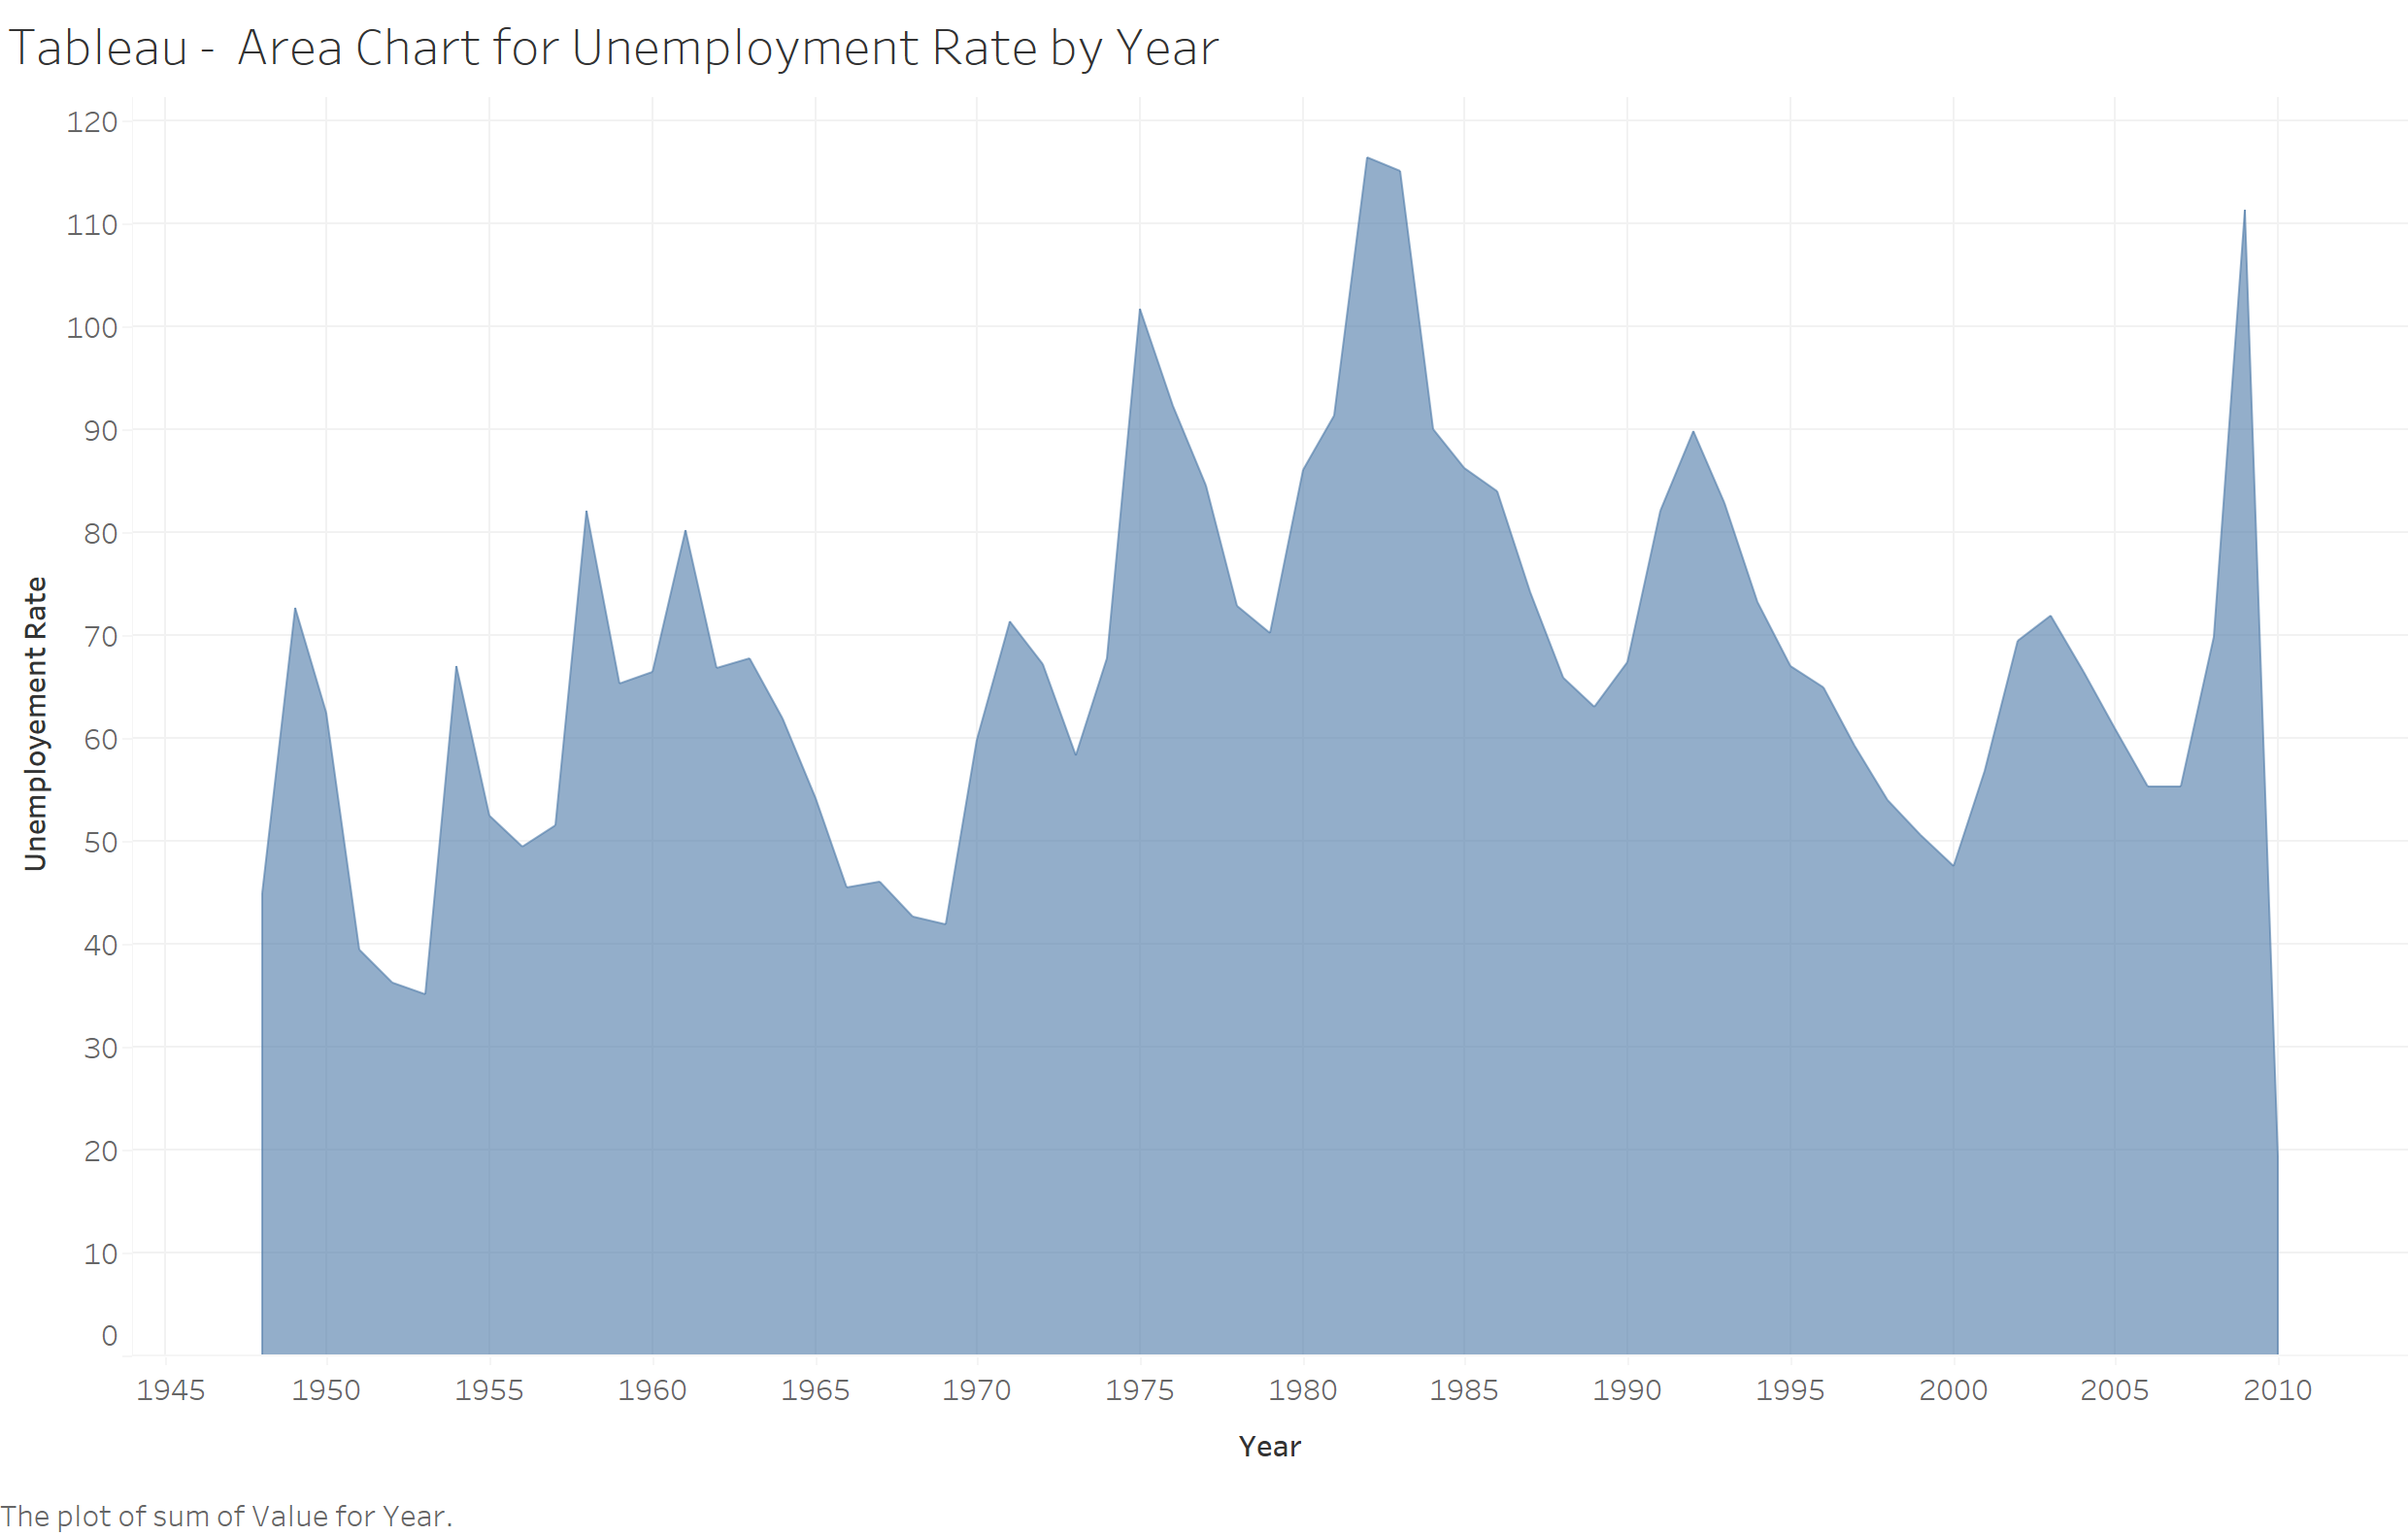 Tableau -  Area Chart for Unemployment Rate by Year
120
110
100
90
80
70
60
50
40
30
20
10
0
Unemployement Rate
1945 1950 1955 1960 1965 1970 1975 1980 1985 1990 1995 2000 2005 2010
Year
The plot of sum of Value for Year.